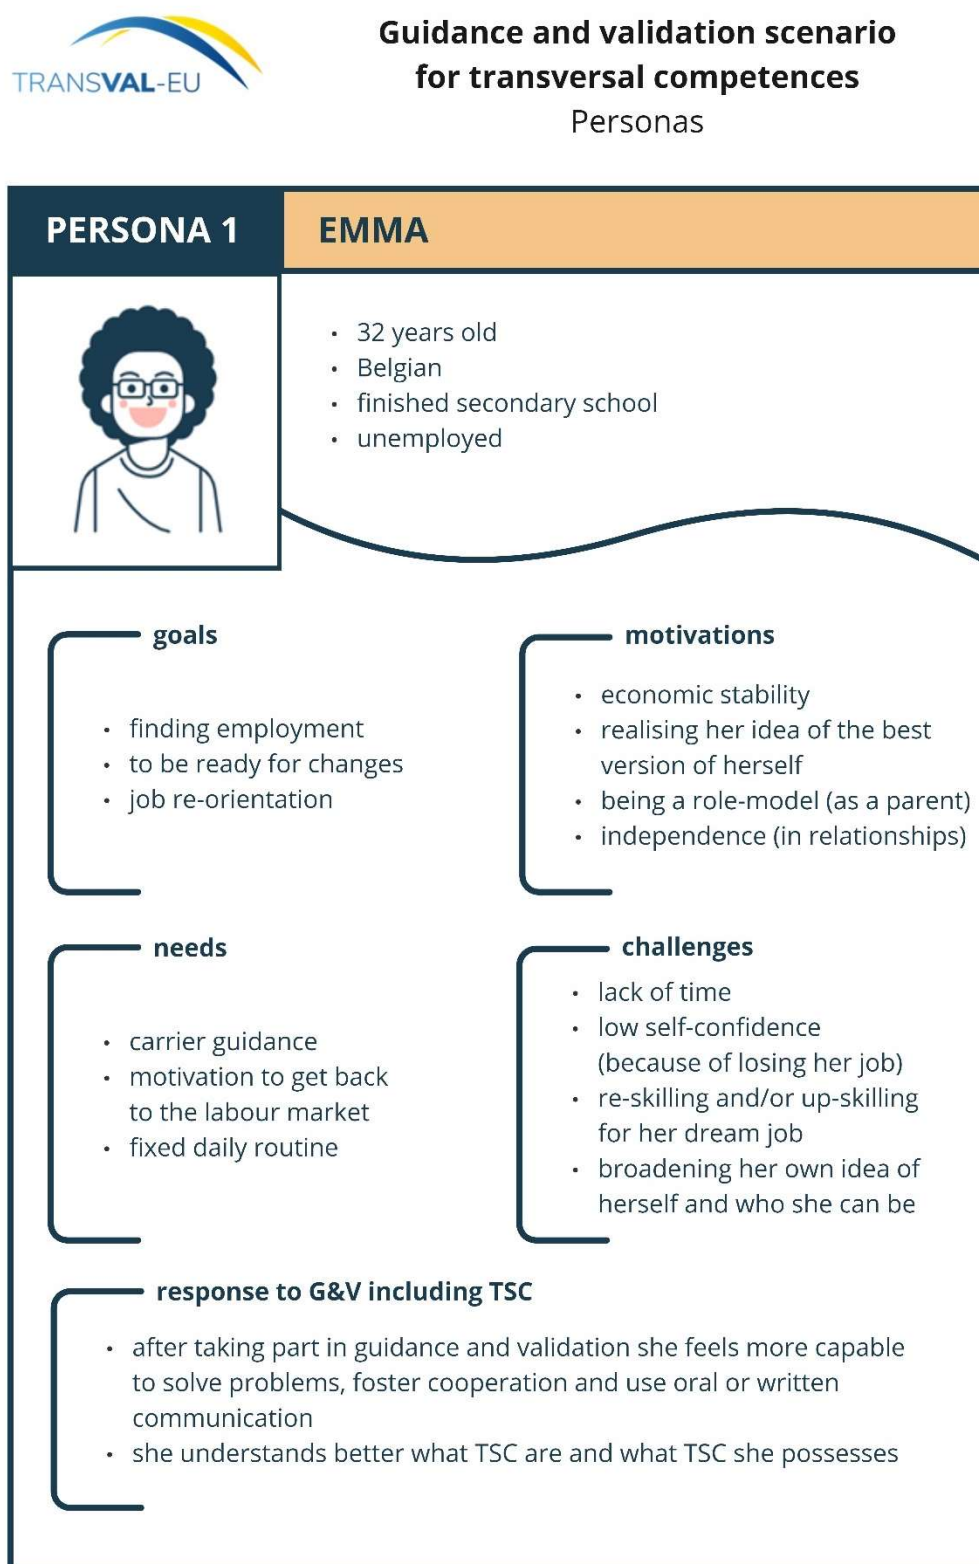 TRANSVAL-EU
Guidance and validation scenario
for transversal competences
Personas
PERSONA 1
EMMA
• 32 years old
• Belgian
• finished secondary school
• unemployed
goals
• finding employment
• to be ready for changes
• job re-orientation
motivations
• economic stability
• realising her idea of the best
version of herself
• being a role-model (as a parent)
• independence (in relationships)
needs
• carrier guidance
• motivation to get back
to the labour market
• fixed daily routine
challenges
• lack of time
• low self-confidence
(because of losing her job)
• re-skilling and/or up-skilling
for her dream job
• broadening her own idea of
herself and who she can be
response to G&V including TSC
• after taking part in guidance and validation she feels more capable
to solve problems, foster cooperation and use oral or written
communication
• she understands better what TSC are and what TSC she possesses